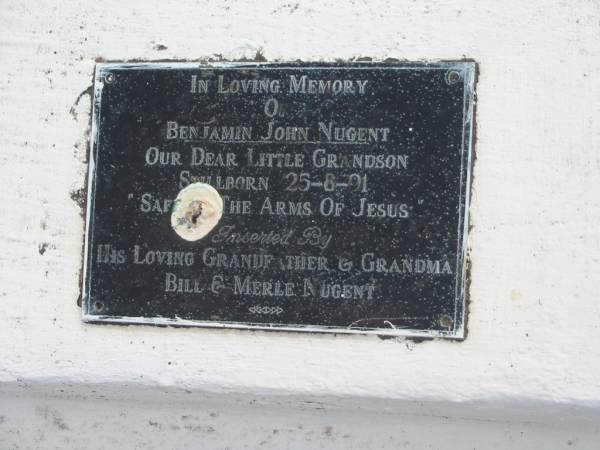 In Loving Memory
Of
Benjamin John Nugent
Our Dear Little Grandson
Stillborn 25-8-91
" Safe The Arms Of Jesus "
Inserted By
His Loving Grandfather & Grandma
Bill & Merle Nugent